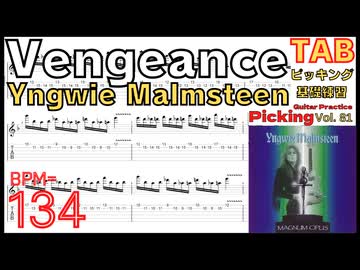 Vengeance
TAB
Yngwie Malmsteen
ピッキング
基礎練習
Guitar Practice
Picking Vol. 81
BPM=
134
Yngwie Malmsteen
MAGNUM OPUS